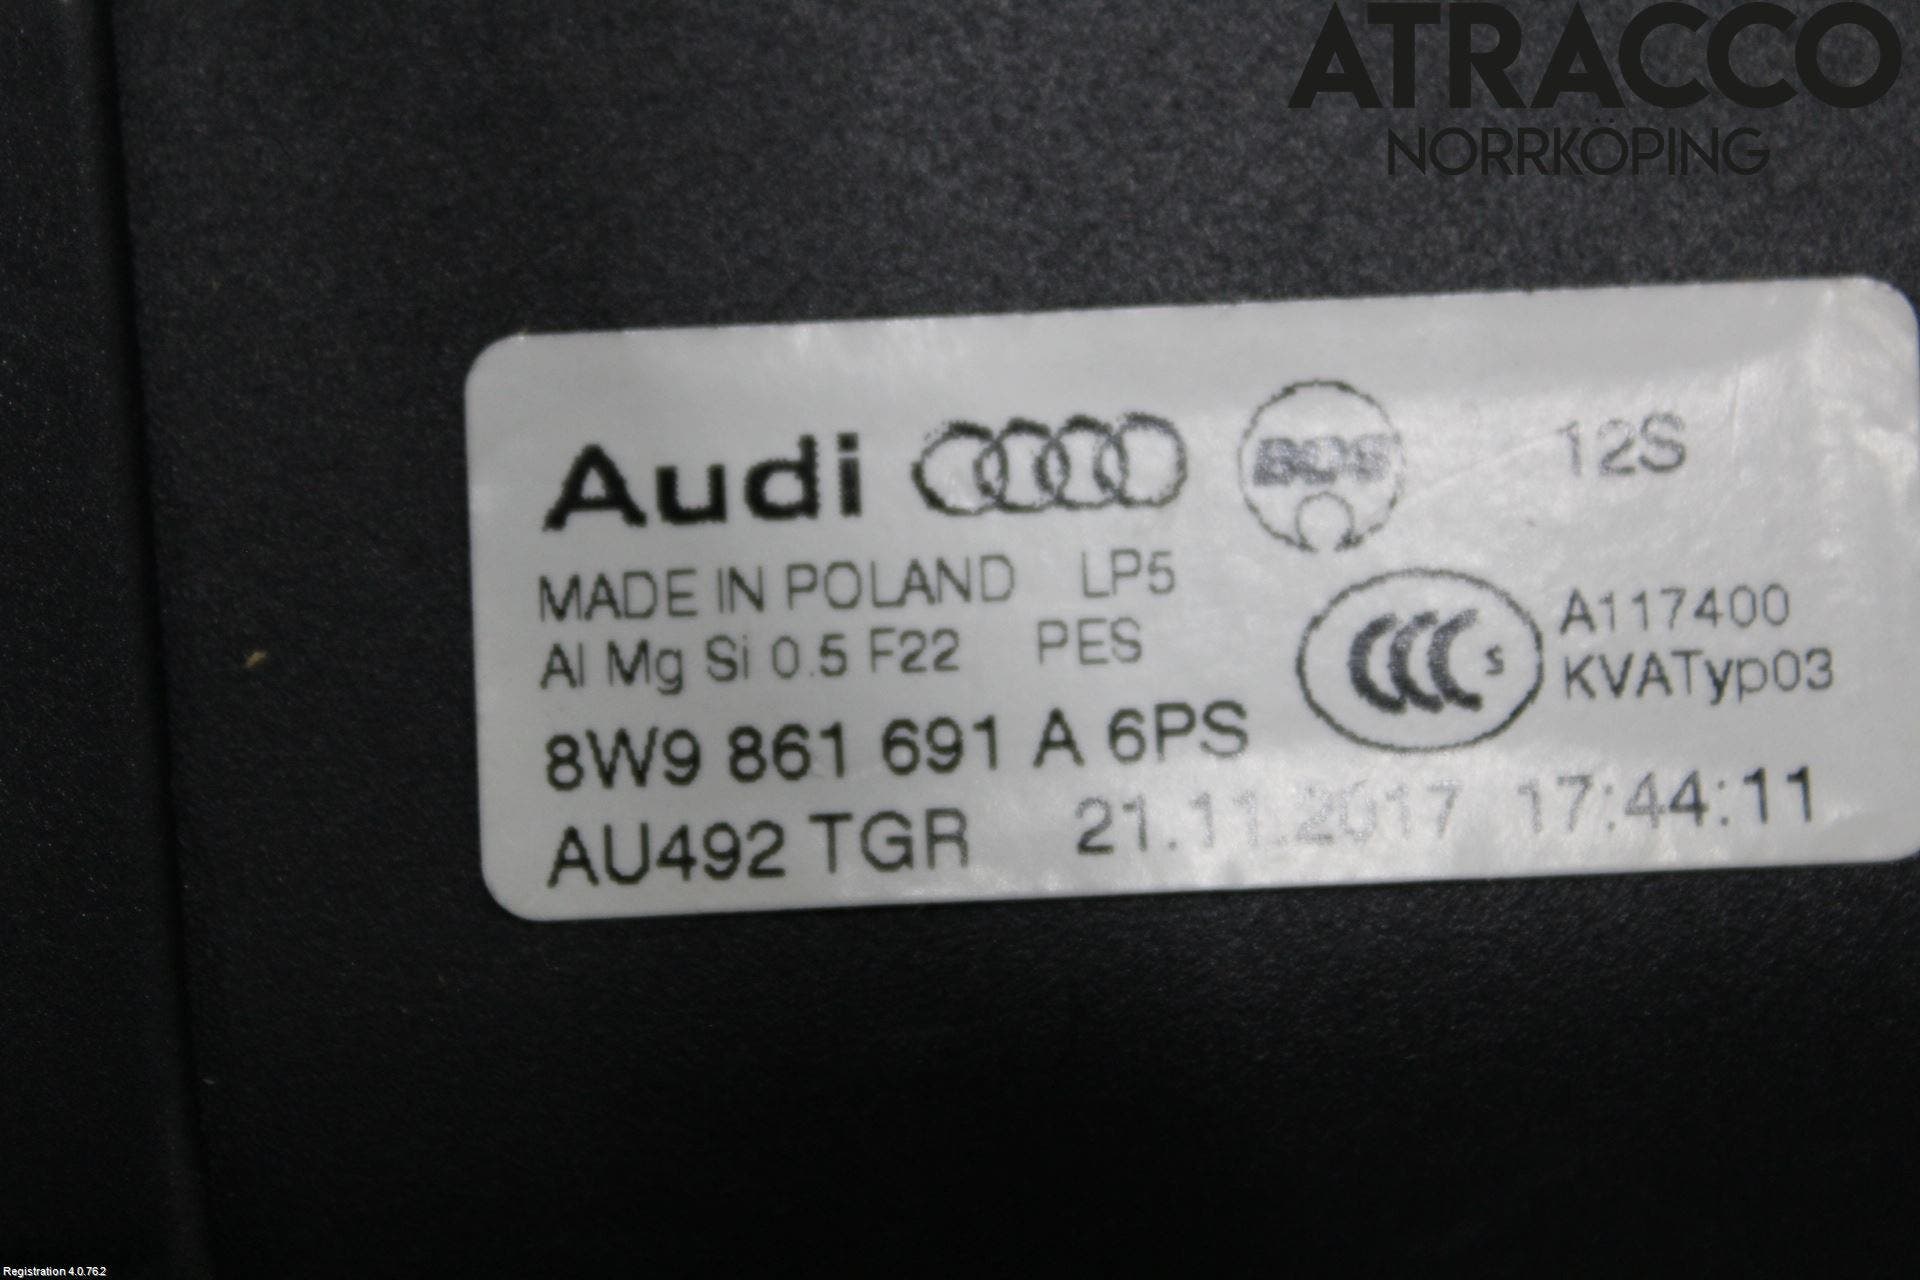 ATRACCO
NORRKÖPING
Audi BOS 12S
MADE IN POLAND LP5
Al Mg Si 0.5 F22 PES
CCC S A117400
KVATyp03
8W9 861 691 A 6PS
AU492 TGR 21.11.2017 17:44:11
Registration 4.0.76.2